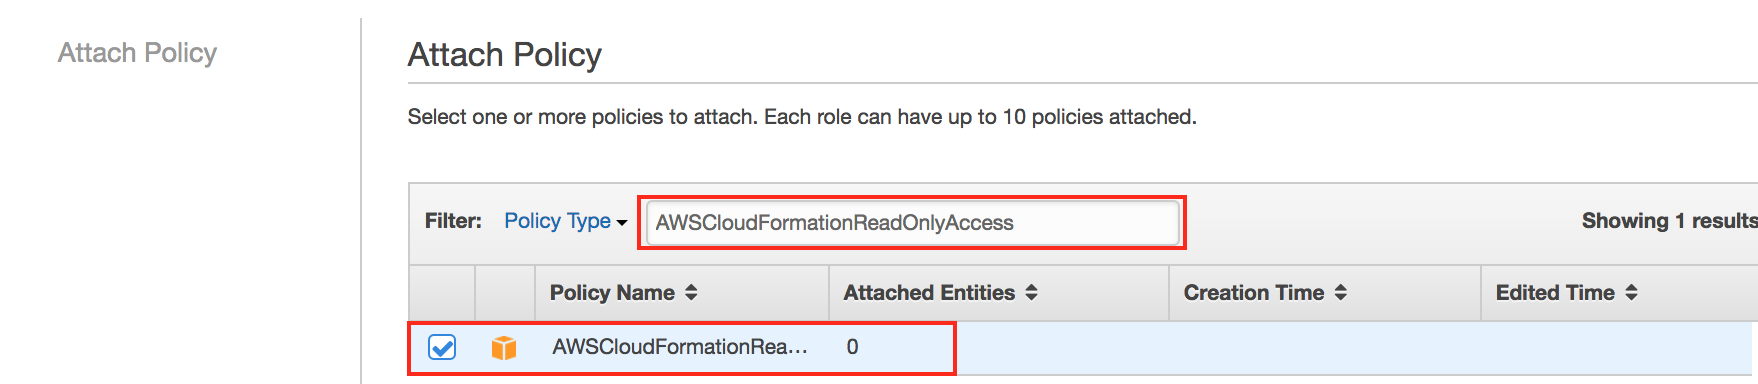 Attach Policy
Attach Policy
Select one or more policies to attach. Each role can have up to 10 policies attached.
Filter: Policy Type AWSCloudFormationReadOnlyAccess Showing 1 results
Policy Name Attached Entities Creation Time Edited Time
AWSCloudFormationRea... 0